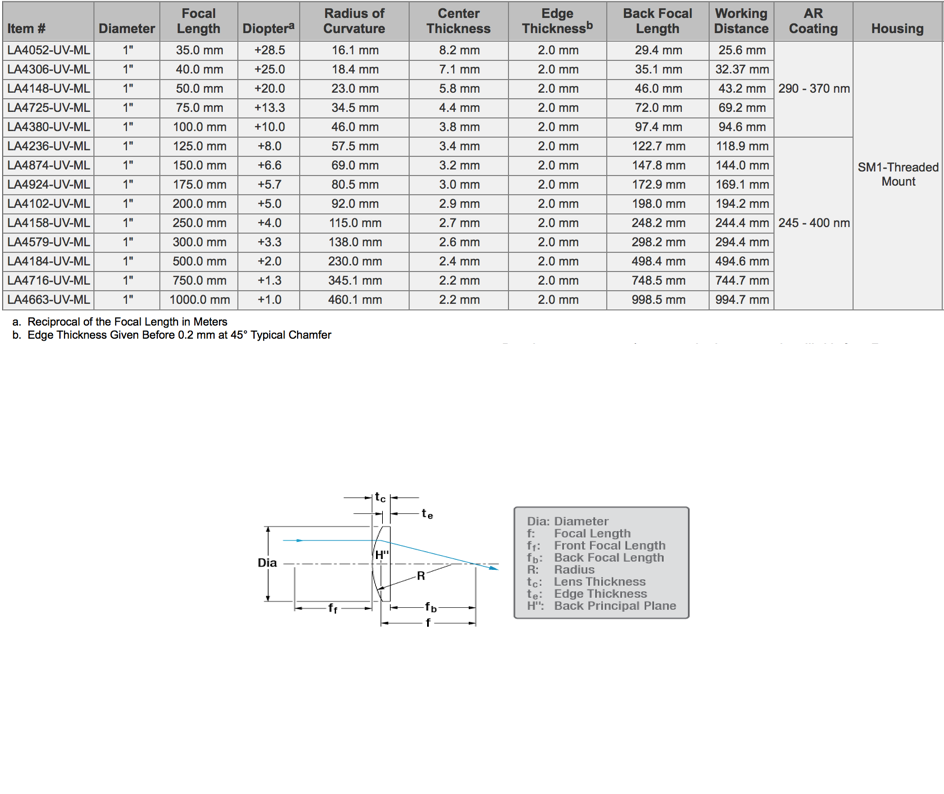 Item # Diameter Focal Length Dioptera Radius of Curvature Center Thickness Edge Thicknessb Back Focal Length Working Distance AR Coating Housing
LA4052-UV-ML 1" 35.0 mm +28.5 16.1 mm 8.2 mm 2.0 mm 29.4 mm 25.6 mm
LA4306-UV-ML 1" 40.0 mm +25.0 18.4 mm 7.1 mm 2.0 mm 35.1 mm 32.37 mm
LA4148-UV-ML 1" 50.0 mm +20.0 23.0 mm 5.8 mm 2.0 mm 46.0 mm 43.2 mm 290 - 370 nm
LA4725-UV-ML 1" 75.0 mm +13.3 34.5 mm 4.4 mm 2.0 mm 72.0 mm 69.2 mm
LA4380-UV-ML 1" 100.0 mm +10.0 46.0 mm 3.8 mm 2.0 mm 97.4 mm 94.6 mm
LA4236-UV-ML 1" 125.0 mm +8.0 57.5 mm 3.4 mm 2.0 mm 122.7 mm 118.9 mm
LA4874-UV-ML 1" 150.0 mm +6.6 69.0 mm 3.2 mm 2.0 mm 147.8 mm 144.0 mm SM1-Threaded Mount
LA4924-UV-ML 1" 175.0 mm +5.7 80.5 mm 3.0 mm 2.0 mm 172.9 mm 169.1 mm
LA4102-UV-ML 1" 200.0 mm +5.0 92.0 mm 2.9 mm 2.0 mm 198.0 mm 194.2 mm
LA4158-UV-ML 1" 250.0 mm +4.0 115.0 mm 2.7 mm 2.0 mm 248.2 mm 244.4 mm 245 - 400 nm
LA4579-UV-ML 1" 300.0 mm +3.3 138.0 mm 2.6 mm 2.0 mm 298.2 mm 294.4 mm
LA4184-UV-ML 1" 500.0 mm +2.0 230.0 mm 2.4 mm 2.0 mm 498.4 mm 494.6 mm
LA4716-UV-ML 1" 750.0 mm +1.3 345.1 mm 2.2 mm 2.0 mm 748.5 mm 744.7 mm
LA4663-UV-ML 1" 1000.0 mm +1.0 460.1 mm 2.2 mm 2.0 mm 998.5 mm 994.7 mm
a. Reciprocal of the Focal Length in Meters
b. Edge Thickness Given Before 0.2 mm at 45° Typical Chamfer
tc
te
Dia
H"
R
ff
fb
f
Dia: Diameter
f: Focal Length
ff: Front Focal Length
fb: Back Focal Length
R: Radius
tc: Lens Thickness
te: Edge Thickness
H": Back Principal Plane